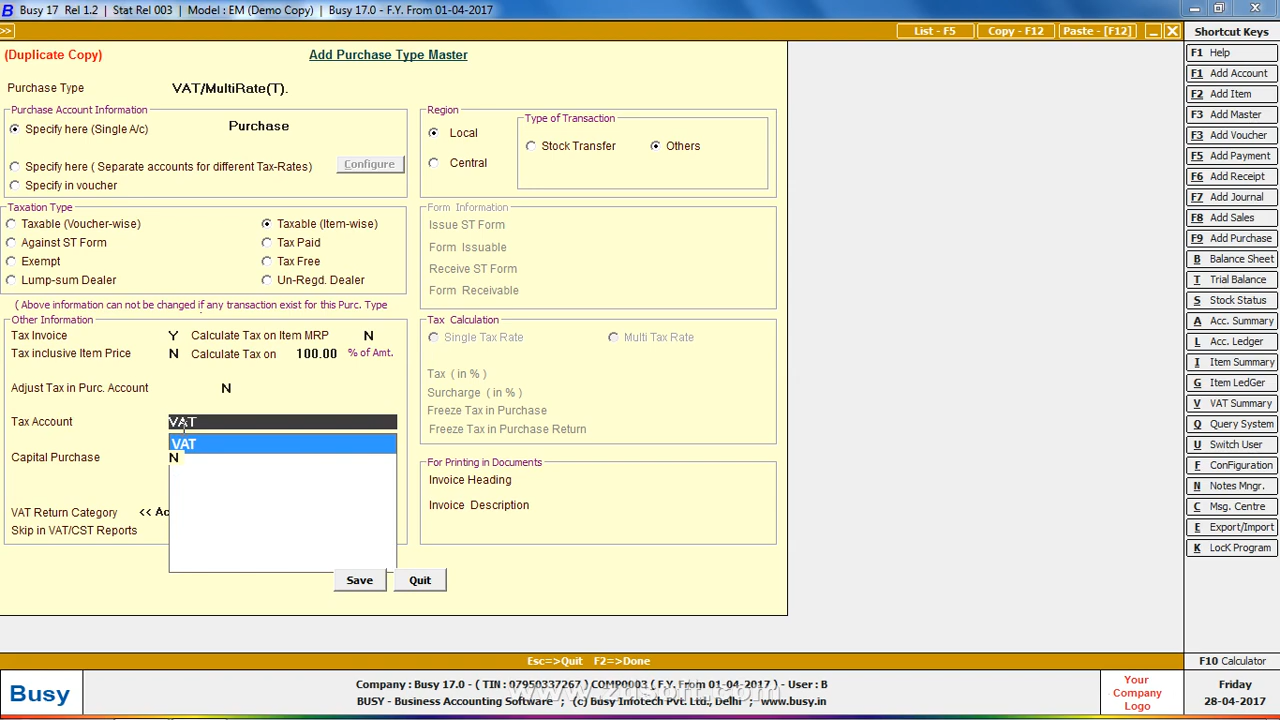 Busy 17 Rel 1.2 | Stat Rel 003 | Model : EM (Demo Copy) | Busy 17.0 - F.Y. From 01-04-2017
>> List - F5 Copy - F12 Paste - [F12]
(Duplicate Copy) Add Purchase Type Master
Purchase Type VAT/MultiRate(T).
Purchase Account Information
Specify here (Single A/c) Purchase
Specify here ( Separate accounts for different Tax-Rates) Configure
Specify in voucher
Region
Local
Central
Type of Transaction
Stock Transfer Others
Taxation Type
Taxable (Voucher-wise) Taxable (Item-wise)
Against ST Form Tax Paid
Exempt Tax Free
Lump-sum Dealer Un-Regd. Dealer
( Above information can not be changed if any transaction exist for this Purc. Type
Form Information
Issue ST Form
Form Issuable
Receive ST Form
Form Receivable
Other Information
Tax Invoice Y Calculate Tax on Item MRP N
Tax inclusive Item Price N Calculate Tax on 100.00 % of Amt.
Adjust Tax in Purc. Account N
Tax Account VAT
VAT
Capital Purchase N
VAT Return Category << Ac
Skip in VAT/CST Reports
Tax Calculation
Single Tax Rate Multi Tax Rate
Tax ( in % )
Surcharge ( in % )
Freeze Tax in Purchase
Freeze Tax in Purchase Return
For Printing in Documents
Invoice Heading
Invoice Description
Save Quit
Shortcut Keys
F1 Help
F1 Add Account
F2 Add Item
F3 Add Master
F3 Add Voucher
F5 Add Payment
F6 Add Receipt
F7 Add Journal
F8 Add Sales
F9 Add Purchase
B Balance Sheet
T Trial Balance
S Stock Status
A Acc. Summary
L Acc. Ledger
I Item Summary
G Item LedGer
V VAT Summary
Q Query System
U Switch User
F ConFiguration
N Notes Mngr.
C Msg. Centre
E Export/Import
K LocK Program
Esc=>Quit F2=>Done
F10 Calculator
Busy
Company : Busy 17.0 - ( TIN : 07950337267 ) COMP0003 ( F.Y. From 01-04-2017 ) - User : B
www.zdsoft.com
BUSY - Business Accounting Software ; (c) Busy Infotech Pvt. Ltd., Delhi ; www.busy.in
Your
Company
Logo
Friday
28-04-2017